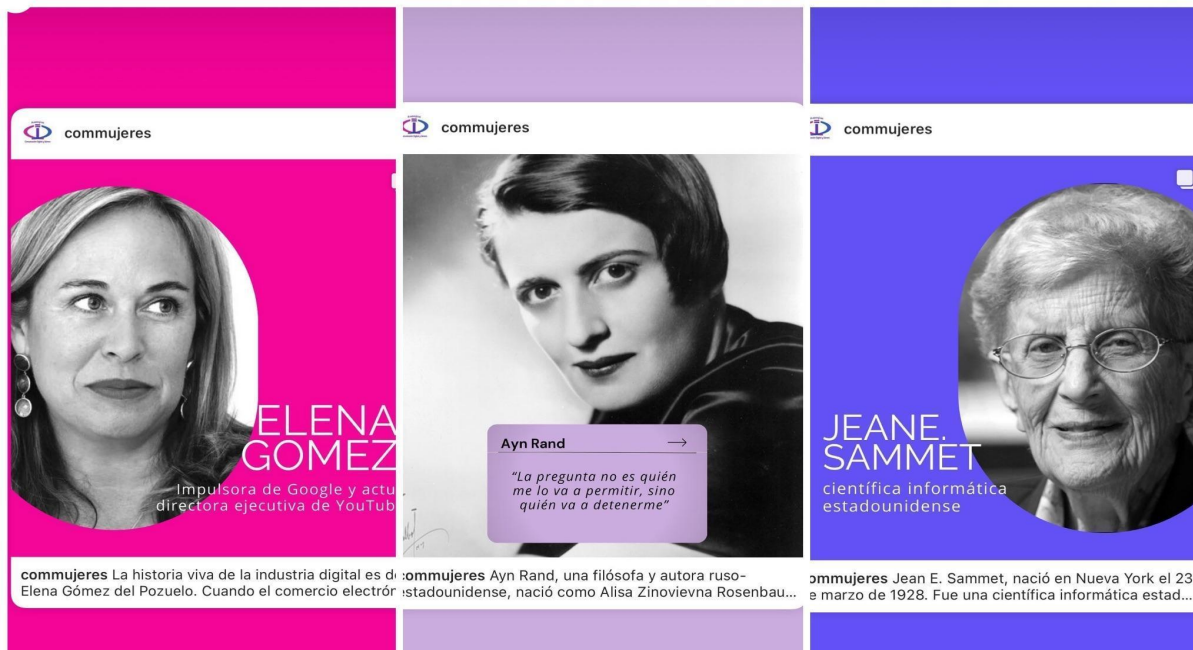 commujeres
ELENA
GOMEZ
Impulsora de Google y actu
directora ejecutiva de YouTub
commujeres La historia viva de la industria digital es de
Elena Gómez del Pozuelo. Cuando el comercio electrón
commujeres
Ayn Rand →
“La pregunta no es quién
me lo va a permitir, sino
quién va a detenerme”
commujeres Ayn Rand, una filósofa y autora ruso-
estadounidense, nació como Alisa Zinovievna Rosenbau...
commujeres
JEANE.
SAMMET
científica informática
estadounidense
ommujeres Jean E. Sammet, nació en Nueva York el 23
e marzo de 1928. Fue una científica informática estad...